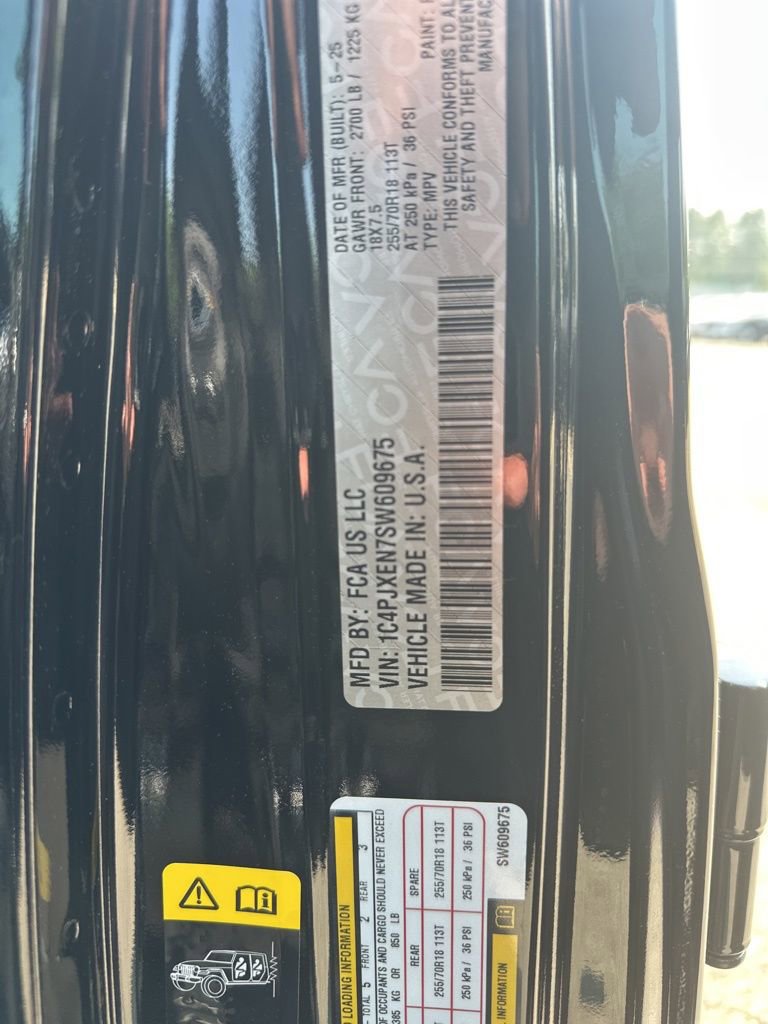 MFD BY: FCA US LLC
VIN: 1C4PJXEN7SW609675
VEHICLE MADE IN: U.S.A.
DATE OF MFR (BUILT): 5-25
GAWR FRONT: 2700 LB / 1225 KG
18X7.5
255/70R18 113T
AT 250 kPa / 36 PSI
TYPE: MPV PAINT:
THIS VEHICLE CONFORMS TO
SAFETY AND THEFT
LOADING INFORMATION
TOTAL 5 FRONT 2 REAR 3
OF OCCUPANTS AND CARGO SHOULD NEVER EXCEED
385 KG OR 850 LB
REAR SPARE
255/70R18 113T 255/70R18 113T
250 kPa / 36 PSI 250 kPa / 36 PSI
INFORMATION
SW609675